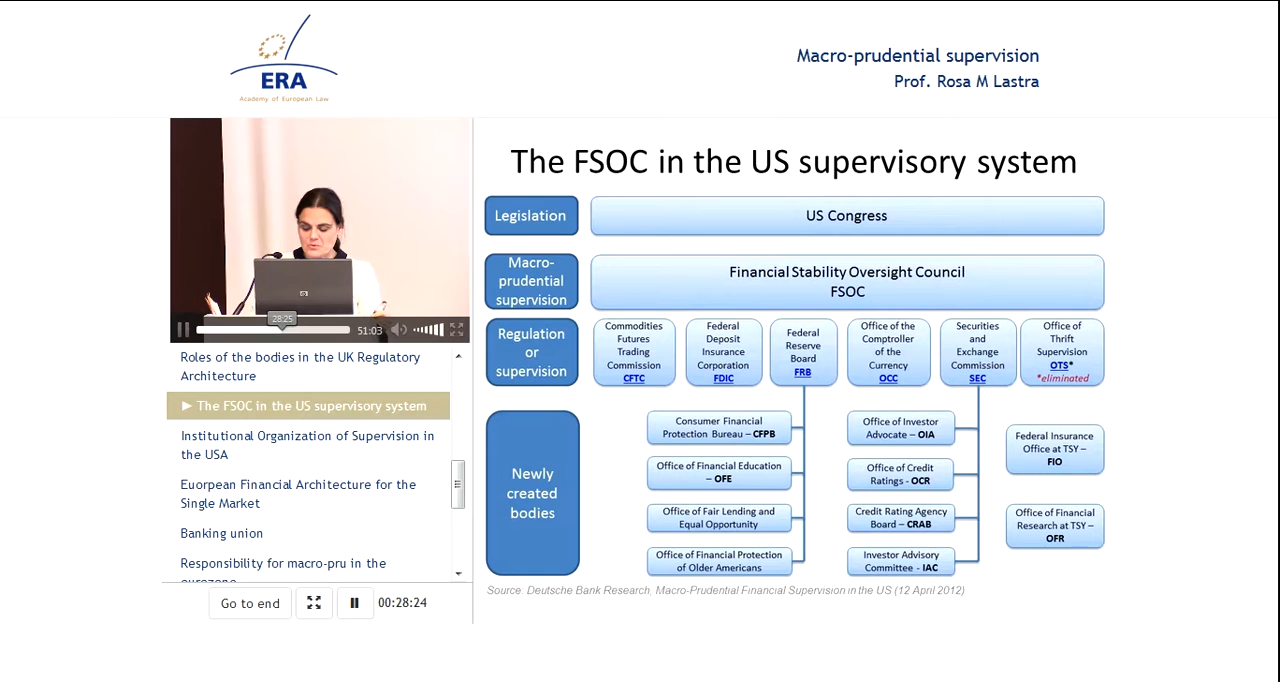 ERA
Academy of European Law
Macro-prudential supervision
Prof. Rosa M Lastra
28:25
51:03
Roles of the bodies in the UK Regulatory
Architecture
► The FSOC in the US supervisory system
Institutional Organization of Supervision in
the USA
Euorpean Financial Architecture for the
Single Market
Banking union
Responsibility for macro-pru in the
eurozone
Go to end
00:28:24
The FSOC in the US supervisory system
Legislation
US Congress
Macro-
prudential
supervision
Financial Stability Oversight Council
FSOC
Regulation
or
supervision
Commodities
Futures
Trading
Commission
CFTC
Federal
Deposit
Insurance
Corporation
FDIC
Federal
Reserve
Board
FRB
Office of the
Comptroller
of the
Currency
OCC
Securities
and
Exchange
Commission
SEC
Office of
Thrift
Supervision
OTS*
*eliminated
Newly
created
bodies
Consumer Financial
Protection Bureau – CFPB
Office of Financial Education
– OFE
Office of Fair Lending and
Equal Opportunity
Office of Financial Protection
of Older Americans
Office of Investor
Advocate – OIA
Office of Credit
Ratings - OCR
Credit Rating Agency
Board – CRAB
Investor Advisory
Committee - IAC
Federal Insurance
Office at TSY –
FIO
Office of Financial
Research at TSY –
OFR
Source: Deutsche Bank Research, Macro-Prudential Financial Supervision in the US (12 April 2012)